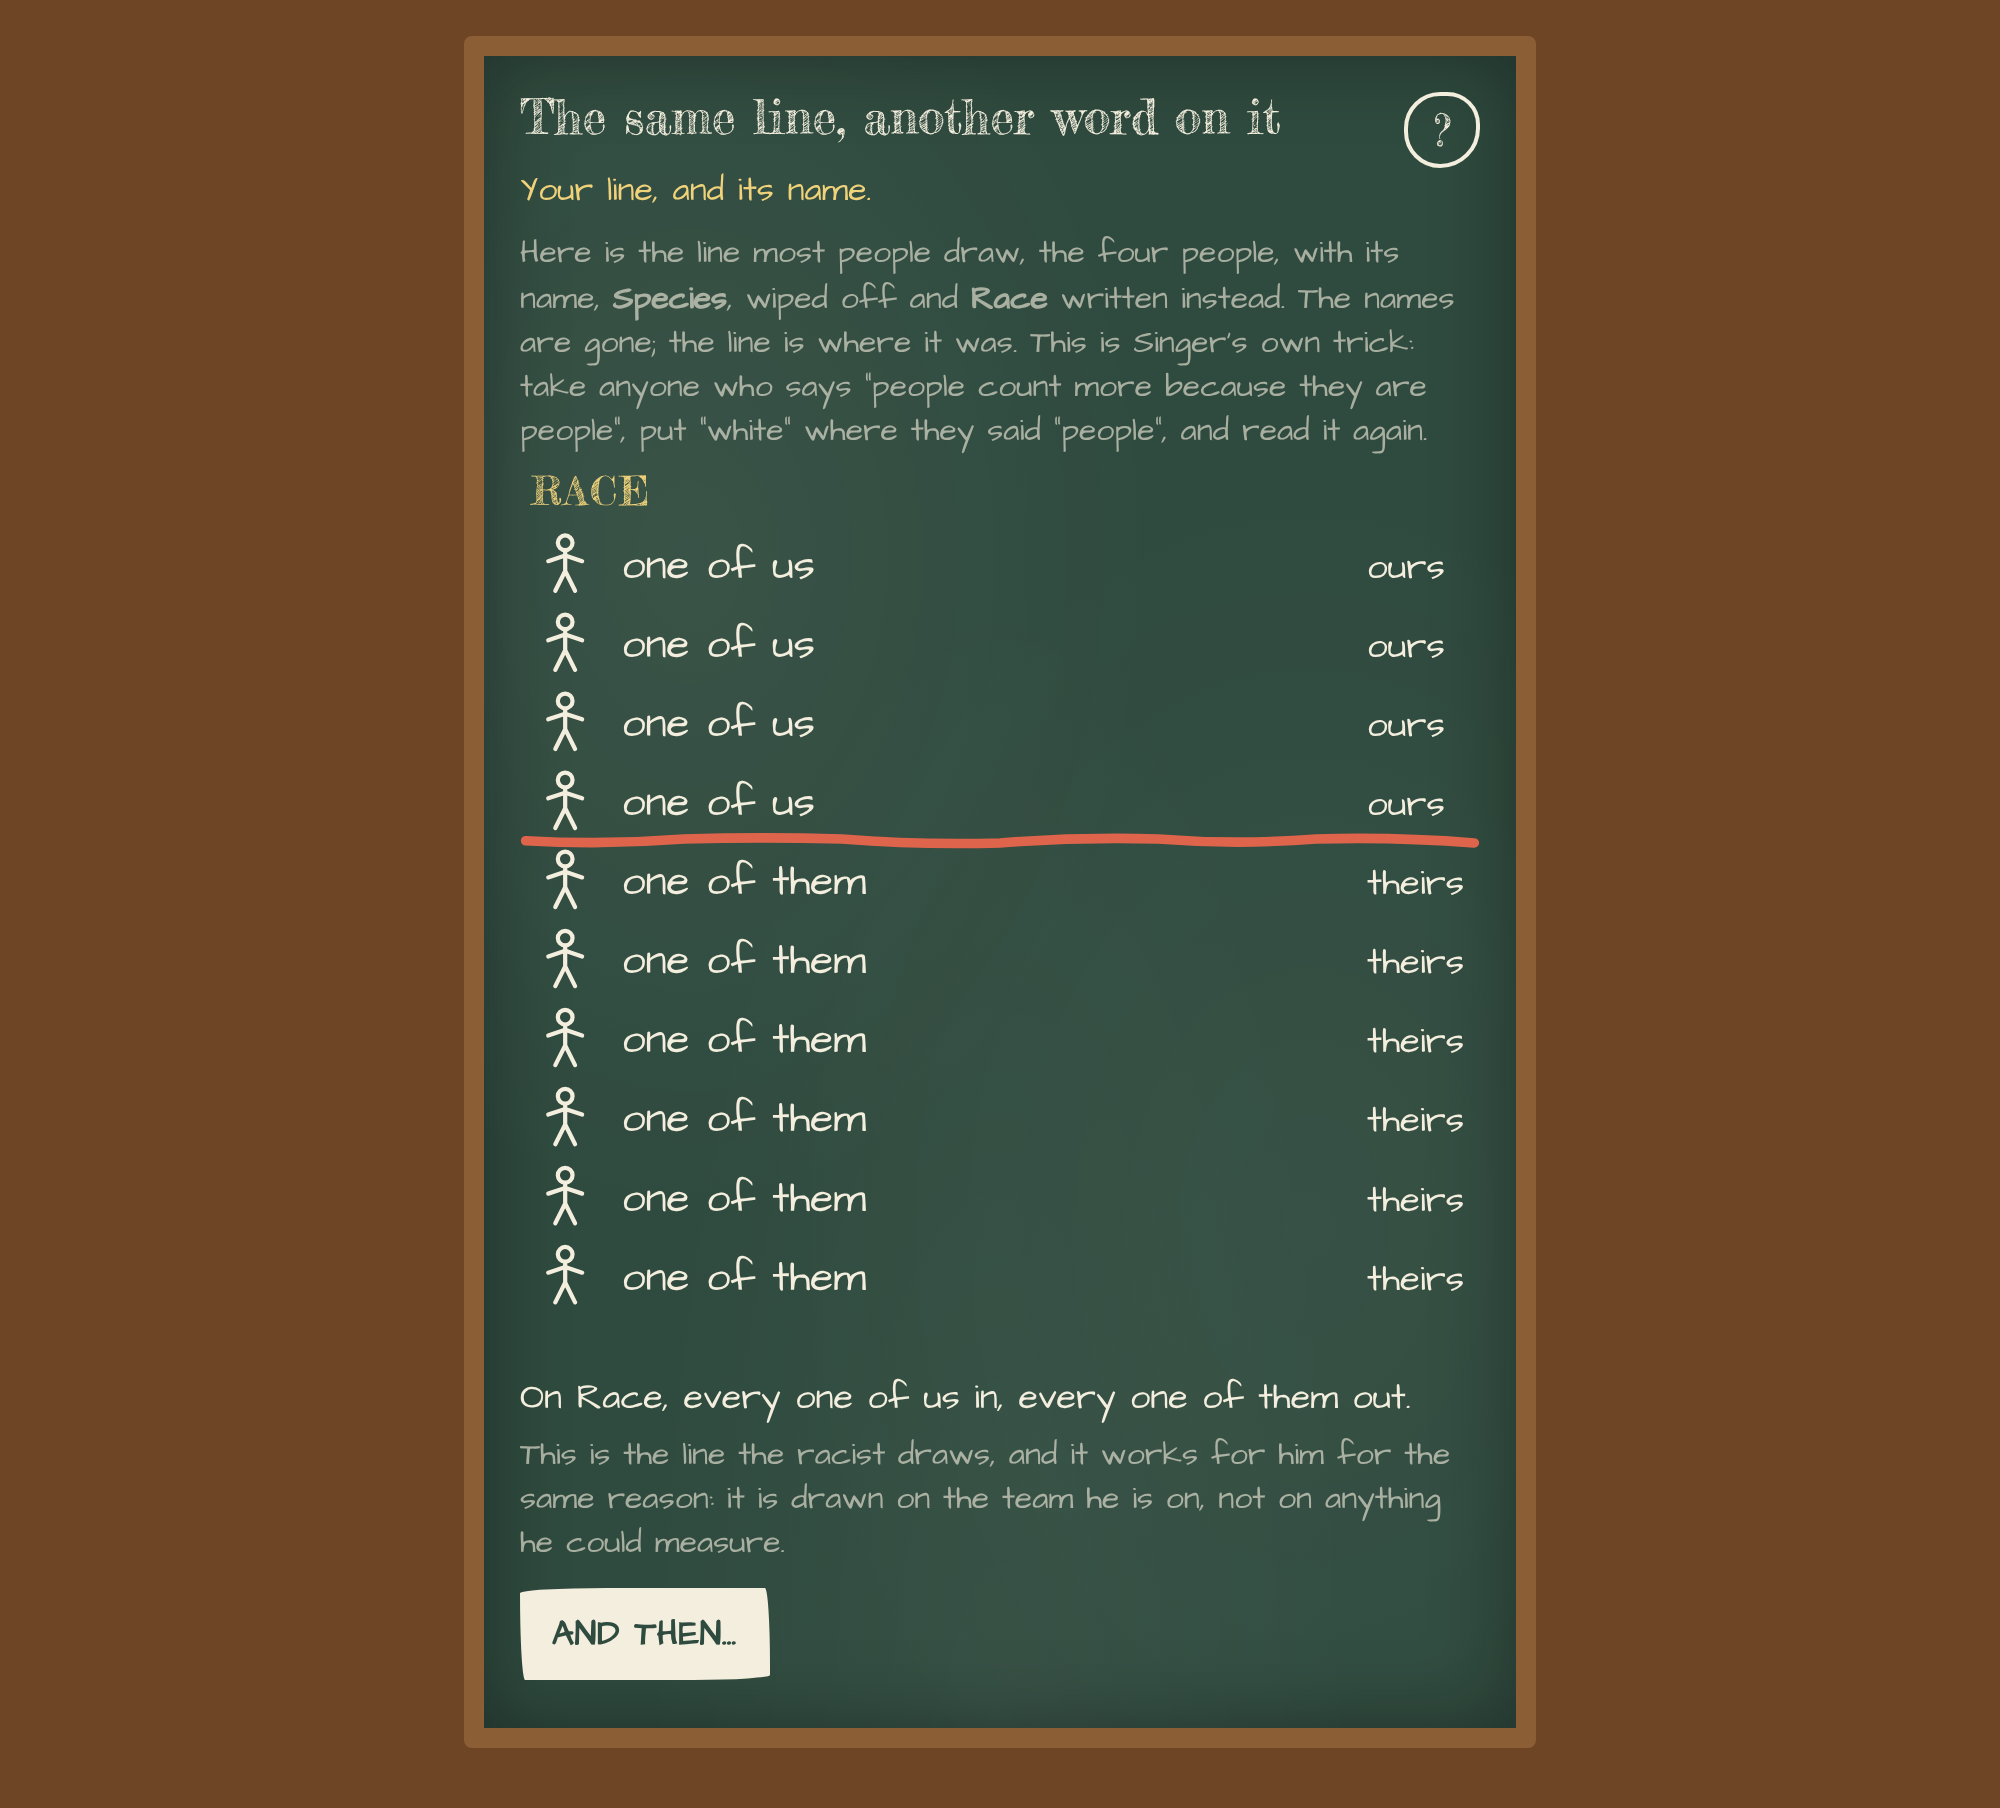 The same line, another word on it
?
Your line, and its name.
Here is the line most people draw, the four people, with its
name, Species, wiped off and Race written instead. The names
are gone; the line is where it was. This is Singer's own trick:
take anyone who says "people count more because they are
people", put "white" where they said "people", and read it again.
RACE
one of us ours
one of us ours
one of us ours
one of us ours
one of them theirs
one of them theirs
one of them theirs
one of them theirs
one of them theirs
one of them theirs
On Race, every one of us in, every one of them out.
This is the line the racist draws, and it works for him for the
same reason: it is drawn on the team he is on, not on anything
he could measure.
AND THEN...